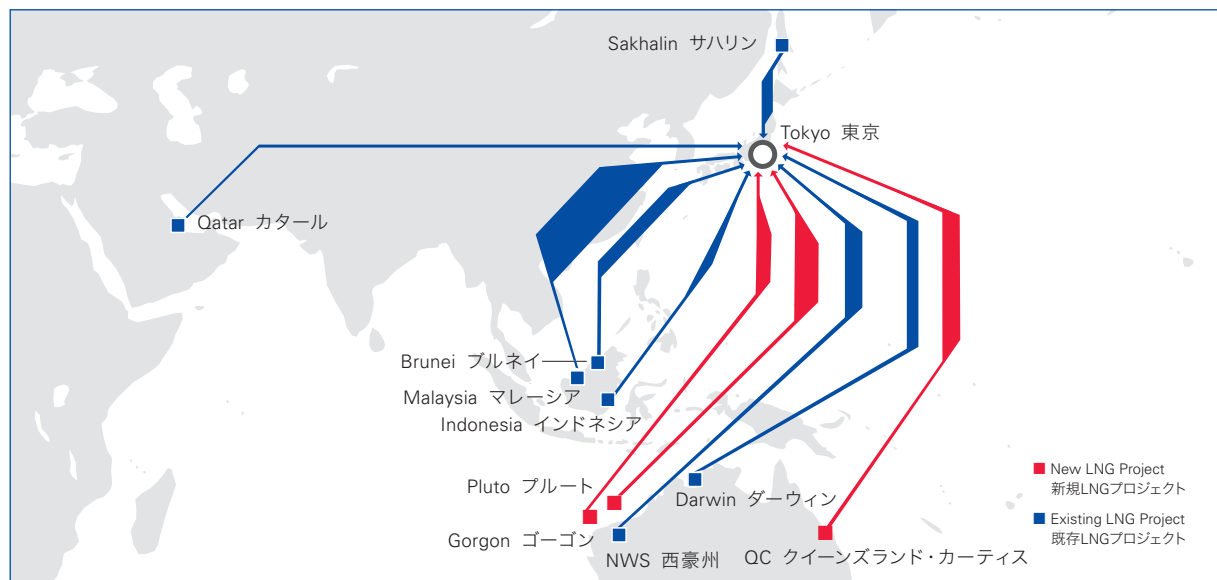 Sakhalin サハリン
Tokyo 東京
Qatar カタール
Brunei ブルネイ
Malaysia マレーシア
Indonesia インドネシア
Pluto プルート
Darwin ダーウィン
Gorgon ゴーゴン
NWS 西豪州
QC クイーンズランド・カーティス
New LNG Project
新規LNGプロジェクト
Existing LNG Project
既存LNGプロジェクト